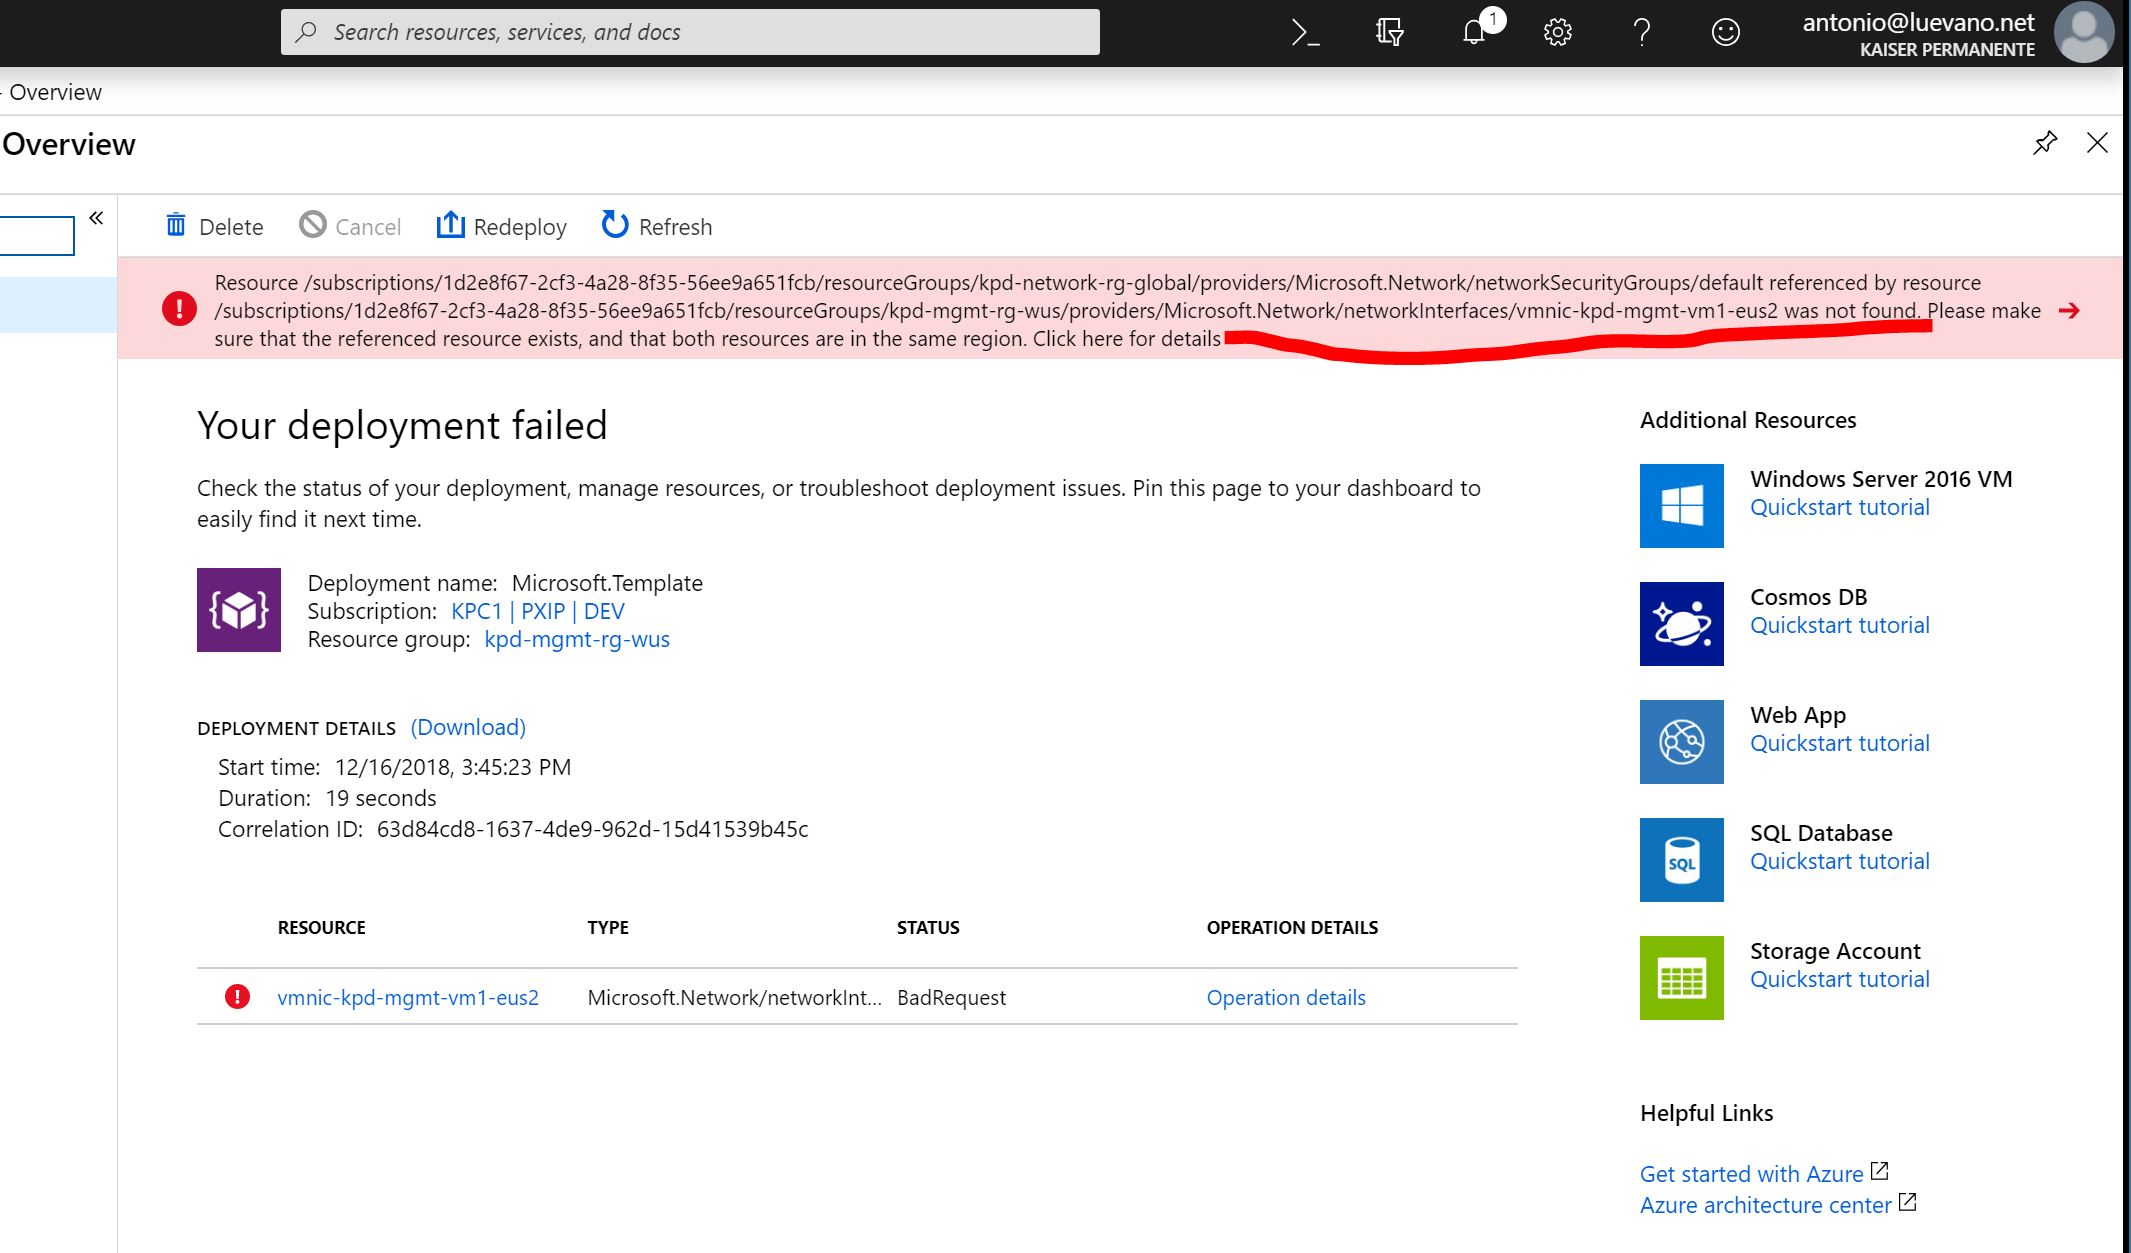 Search resources, services, and docs
1
antonio@luevano.net
KAISER PERMANENTE
Overview
Overview
Delete
Cancel
Redeploy
Refresh
Resource /subscriptions/1d2e8f67-2cf3-4a28-8f35-56ee9a651fcb/resourceGroups/kpd-network-rg-global/providers/Microsoft.Network/networkSecurityGroups/default referenced by resource
/subscriptions/1d2e8f67-2cf3-4a28-8f35-56ee9a651fcb/resourceGroups/kpd-mgmt-rg-wus/providers/Microsoft.Network/networkInterfaces/vmnic-kpd-mgmt-vm1-eus2 was not found. Please make
sure that the referenced resource exists, and that both resources are in the same region. Click here for details
Your deployment failed
Check the status of your deployment, manage resources, or troubleshoot deployment issues. Pin this page to your dashboard to
easily find it next time.
Deployment name: Microsoft.Template
Subscription: KPC1 | PXIP | DEV
Resource group: kpd-mgmt-rg-wus
DEPLOYMENT DETAILS (Download)
Start time: 12/16/2018, 3:45:23 PM
Duration: 19 seconds
Correlation ID: 63d84cd8-1637-4de9-962d-15d41539b45c
RESOURCE TYPE STATUS OPERATION DETAILS
vmnic-kpd-mgmt-vm1-eus2 Microsoft.Network/networkInt... BadRequest Operation details
Additional Resources
Windows Server 2016 VM
Quickstart tutorial
Cosmos DB
Quickstart tutorial
Web App
Quickstart tutorial
SQL
SQL Database
Quickstart tutorial
Storage Account
Quickstart tutorial
Helpful Links
Get started with Azure
Azure architecture center